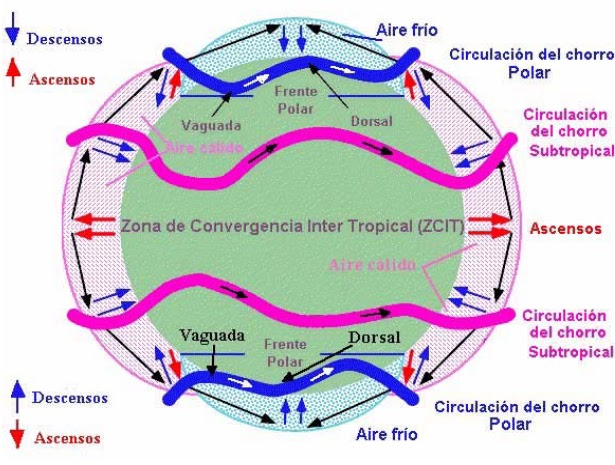 Descensos
Ascensos
Aire frío
Circulación del chorro
Polar
Frente
Polar
Vaguada
Dorsal
Circulación
del chorro
Subtropical
Aire cálido
Zona de Convergencia Inter Tropical (ZCIT)
Ascensos
Aire cálido
Circulación
del chorro
Subtropical
Vaguada
Frente
Polar
Dorsal
Descensos
Ascensos
Aire frío
Circulación del chorro
Polar